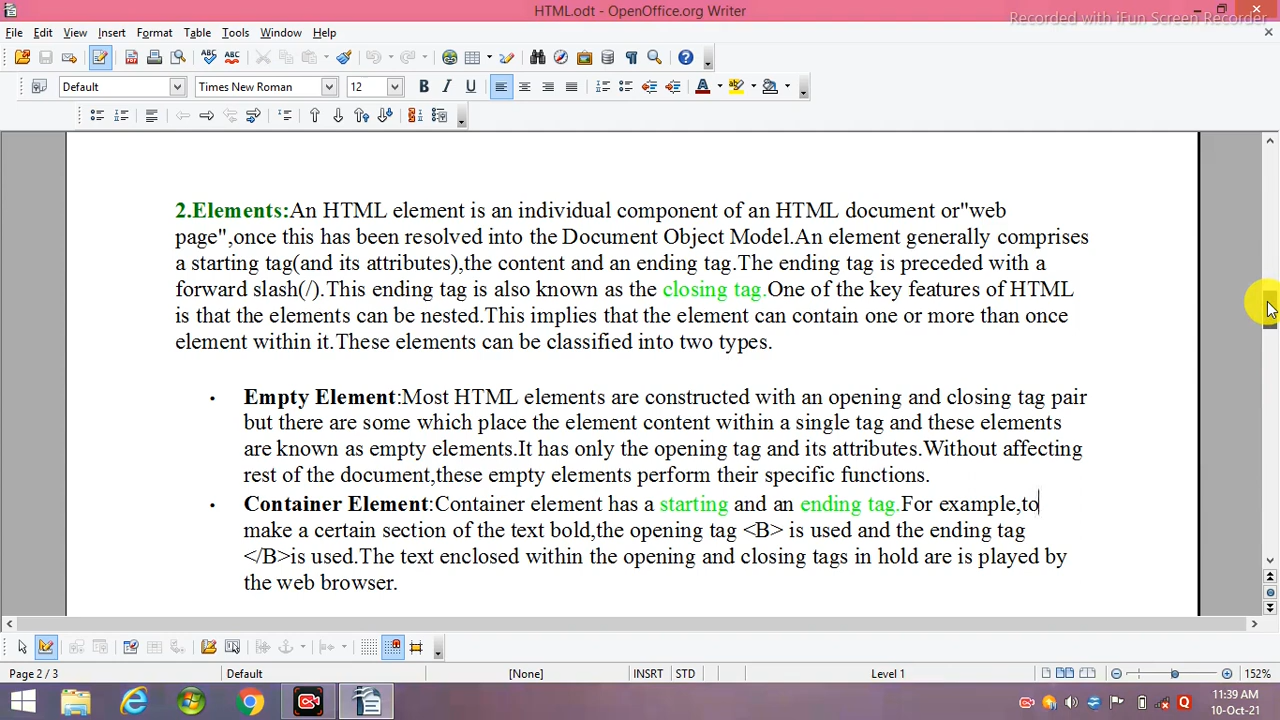 HTML.odt - OpenOffice.org Writer
Recorded with iFun Screen Recorder
File Edit View Insert Format Table Tools Window Help
Default Times New Roman 12 B I U A
2.Elements:An HTML element is an individual component of an HTML document or"web
page",once this has been resolved into the Document Object Model.An element generally comprises
a starting tag(and its attributes),the content and an ending tag.The ending tag is preceded with a
forward slash(/).This ending tag is also known as the closing tag.One of the key features of HTML
is that the elements can be nested.This implies that the element can contain one or more than once
element within it.These elements can be classified into two types.
• Empty Element:Most HTML elements are constructed with an opening and closing tag pair
but there are some which place the element content within a single tag and these elements
are known as empty elements.It has only the opening tag and its attributes.Without affecting
rest of the document,these empty elements perform their specific functions.
• Container Element:Container element has a starting and an ending tag.For example,to
make a certain section of the text bold,the opening tag <B> is used and the ending tag
</B>is used.The text enclosed within the opening and closing tags in hold are is played by
the web browser.
Page 2 / 3 Default [None] INSRT STD Level 1 152%
11:39 AM
10-Oct-21